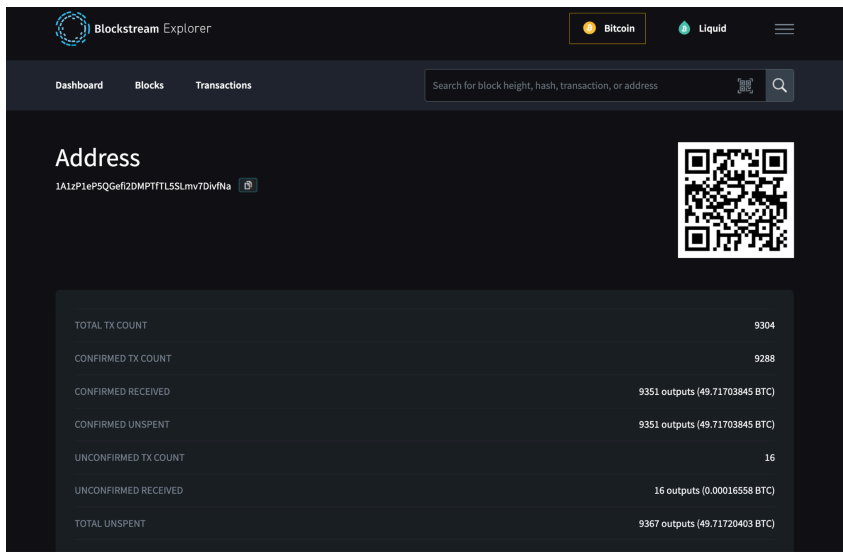 Blockstream Explorer
Bitcoin
Liquid
Dashboard Blocks Transactions
Search for block height, hash, transaction, or address
Address
1A1zP1eP5QGefi2DMPTfTL5SLmv7DivfNa
TOTAL TX COUNT 9304
CONFIRMED TX COUNT 9288
CONFIRMED RECEIVED 9351 outputs (49.71703845 BTC)
CONFIRMED UNSPENT 9351 outputs (49.71703845 BTC)
UNCONFIRMED TX COUNT 16
UNCONFIRMED RECEIVED 16 outputs (0.00016558 BTC)
TOTAL UNSPENT 9367 outputs (49.71720403 BTC)